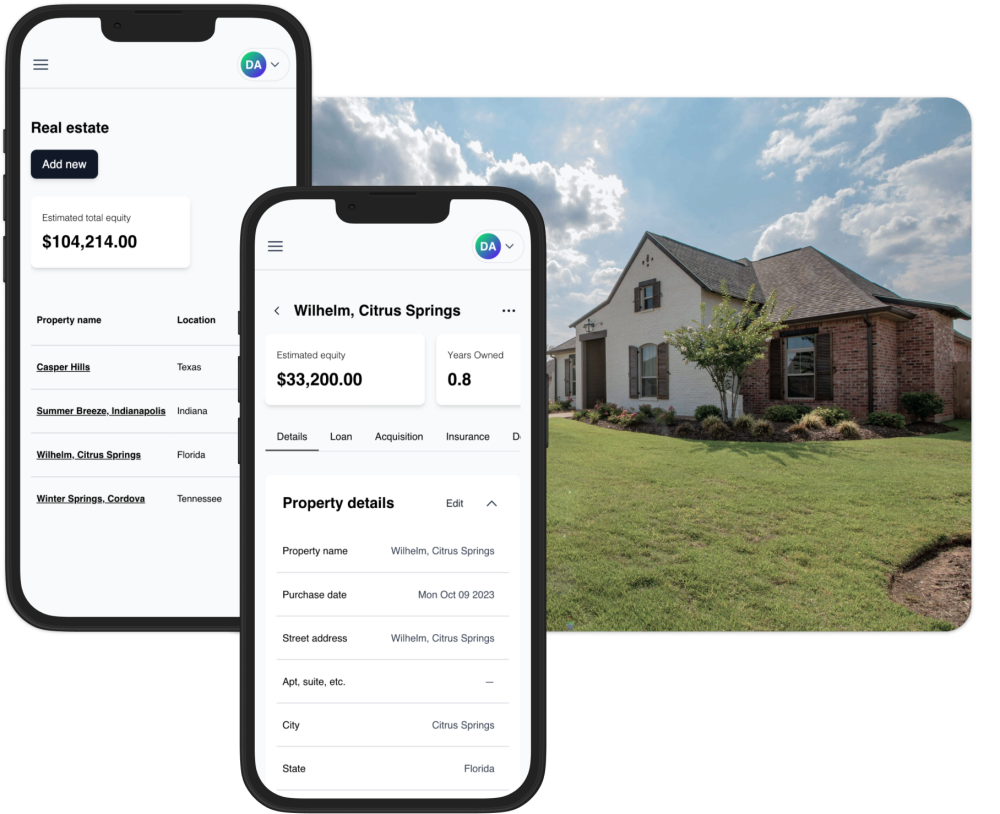 DA
Real estate
Add new
Estimated total equity
$104,214.00
Property name Location
Casper Hills Texas
Summer Breeze, Indianapolis Indiana
Wilhelm, Citrus Springs Florida
Winter Springs, Cordova Tennessee
DA
Wilhelm, Citrus Springs
Estimated equity Years Owned
$33,200.00 0.8
Details Loan Acquisition Insurance
Property details Edit
Property name Wilhelm, Citrus Springs
Purchase date Mon Oct 09 2023
Street address Wilhelm, Citrus Springs
Apt, suite, etc. —
City Citrus Springs
State Florida